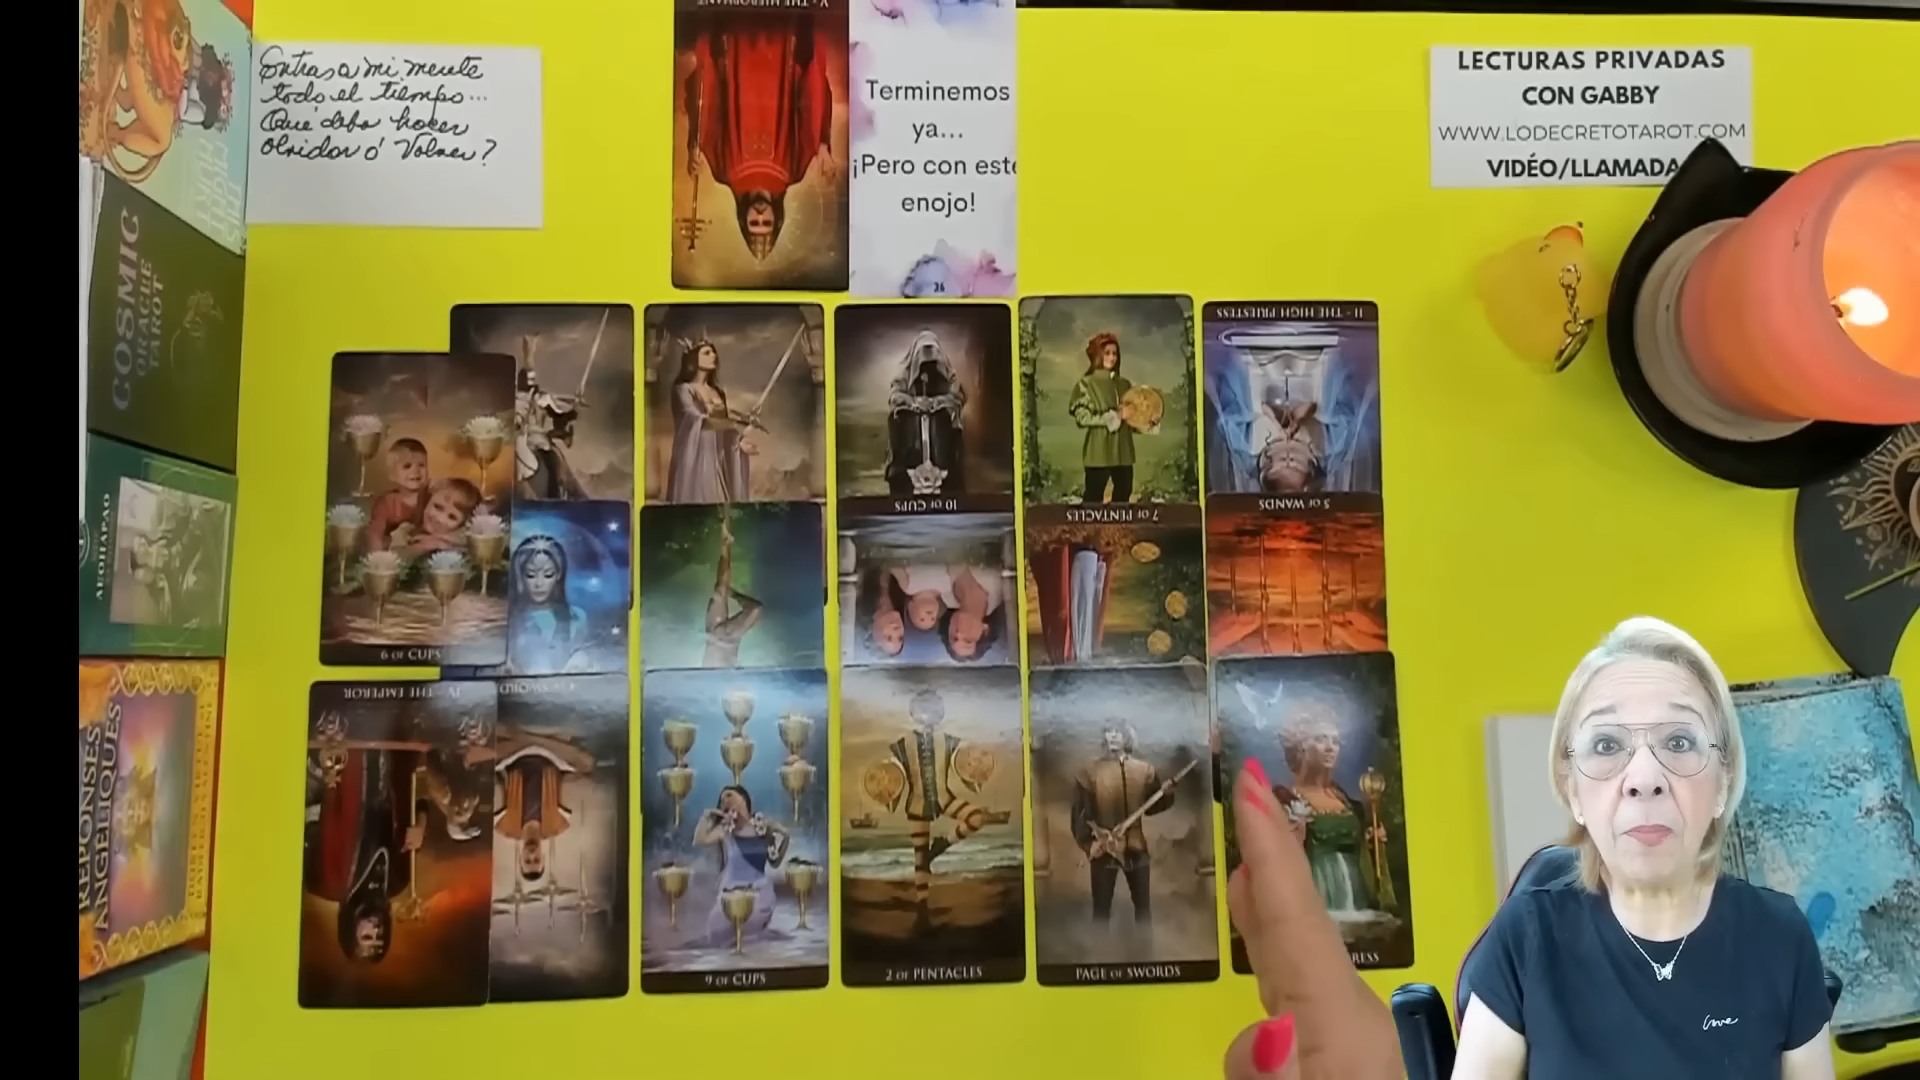 Entras a mi mente
todo el tiempo...
Qué debo hacer
olvidar ó Volver?
V - THE HIEROPHANT
Terminemos
ya...
¡Pero con este
enojo!
36
LECTURAS PRIVADAS
CON GABBY
WWW.LODECRETOTAROT.COM
VIDÉO/LLAMADA
COSMIC
ORACLE
TAROT
RÉPONSES
ANGÉLIQUES
II - THE HIGH PRIESTESS
10 OF CUPS
7 OF PENTACLES
5 OF WANDS
6 OF CUPS
IV - THE EMPEROR
9 OF CUPS
2 OF PENTACLES
PAGE OF SWORDS
RESS
Love